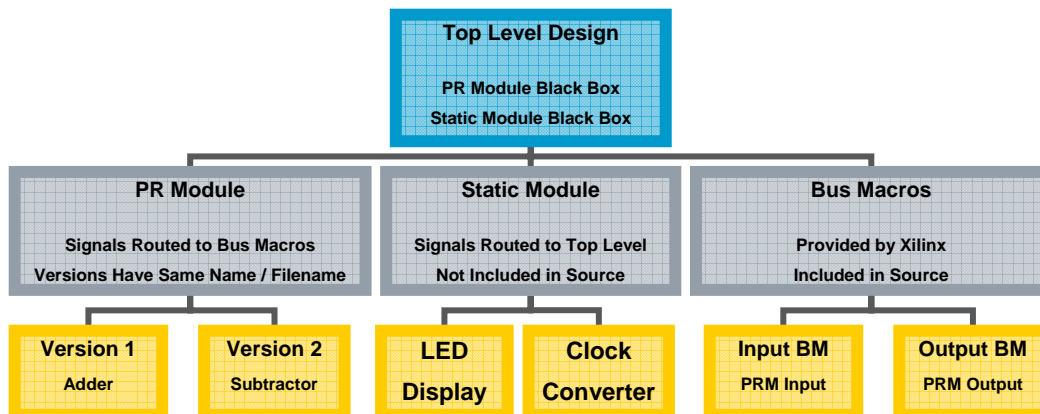 Top Level Design
PR Module Black Box
Static Module Black Box
PR Module
Signals Routed to Bus Macros
Versions Have Same Name / Filename
Static Module
Signals Routed to Top Level
Not Included in Source
Bus Macros
Provided by Xilinx
Included in Source
Version 1
Adder
Version 2
Subtractor
LED
Display
Clock
Converter
Input BM
PRM Input
Output BM
PRM Output